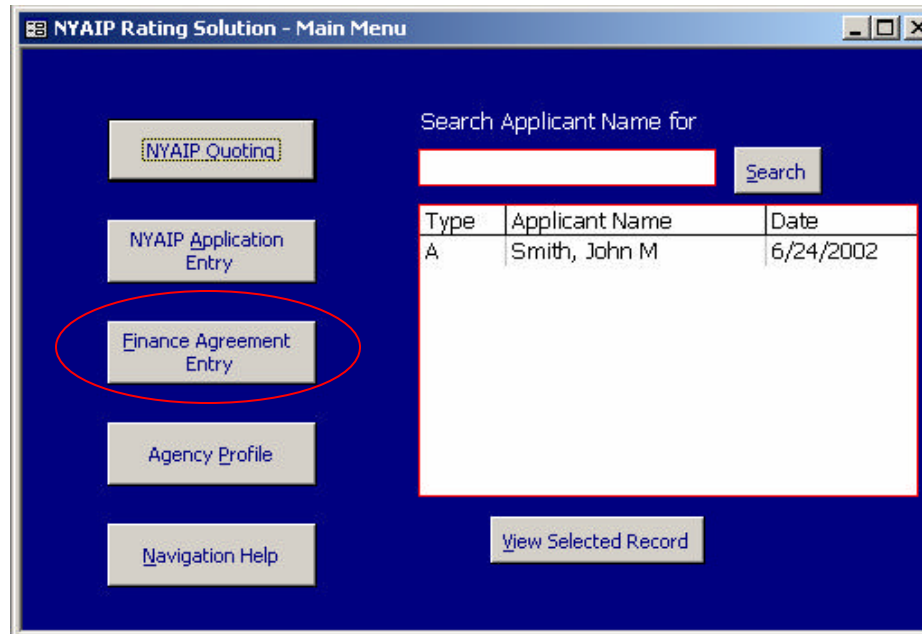 NYAIP Rating Solution - Main Menu
NYAIP Quoting
NYAIP Application
Entry
Finance Agreement
Entry
Agency Profile
Navigation Help
Search Applicant Name for
Search
Type Applicant Name Date
A Smith, John M 6/24/2002
View Selected Record